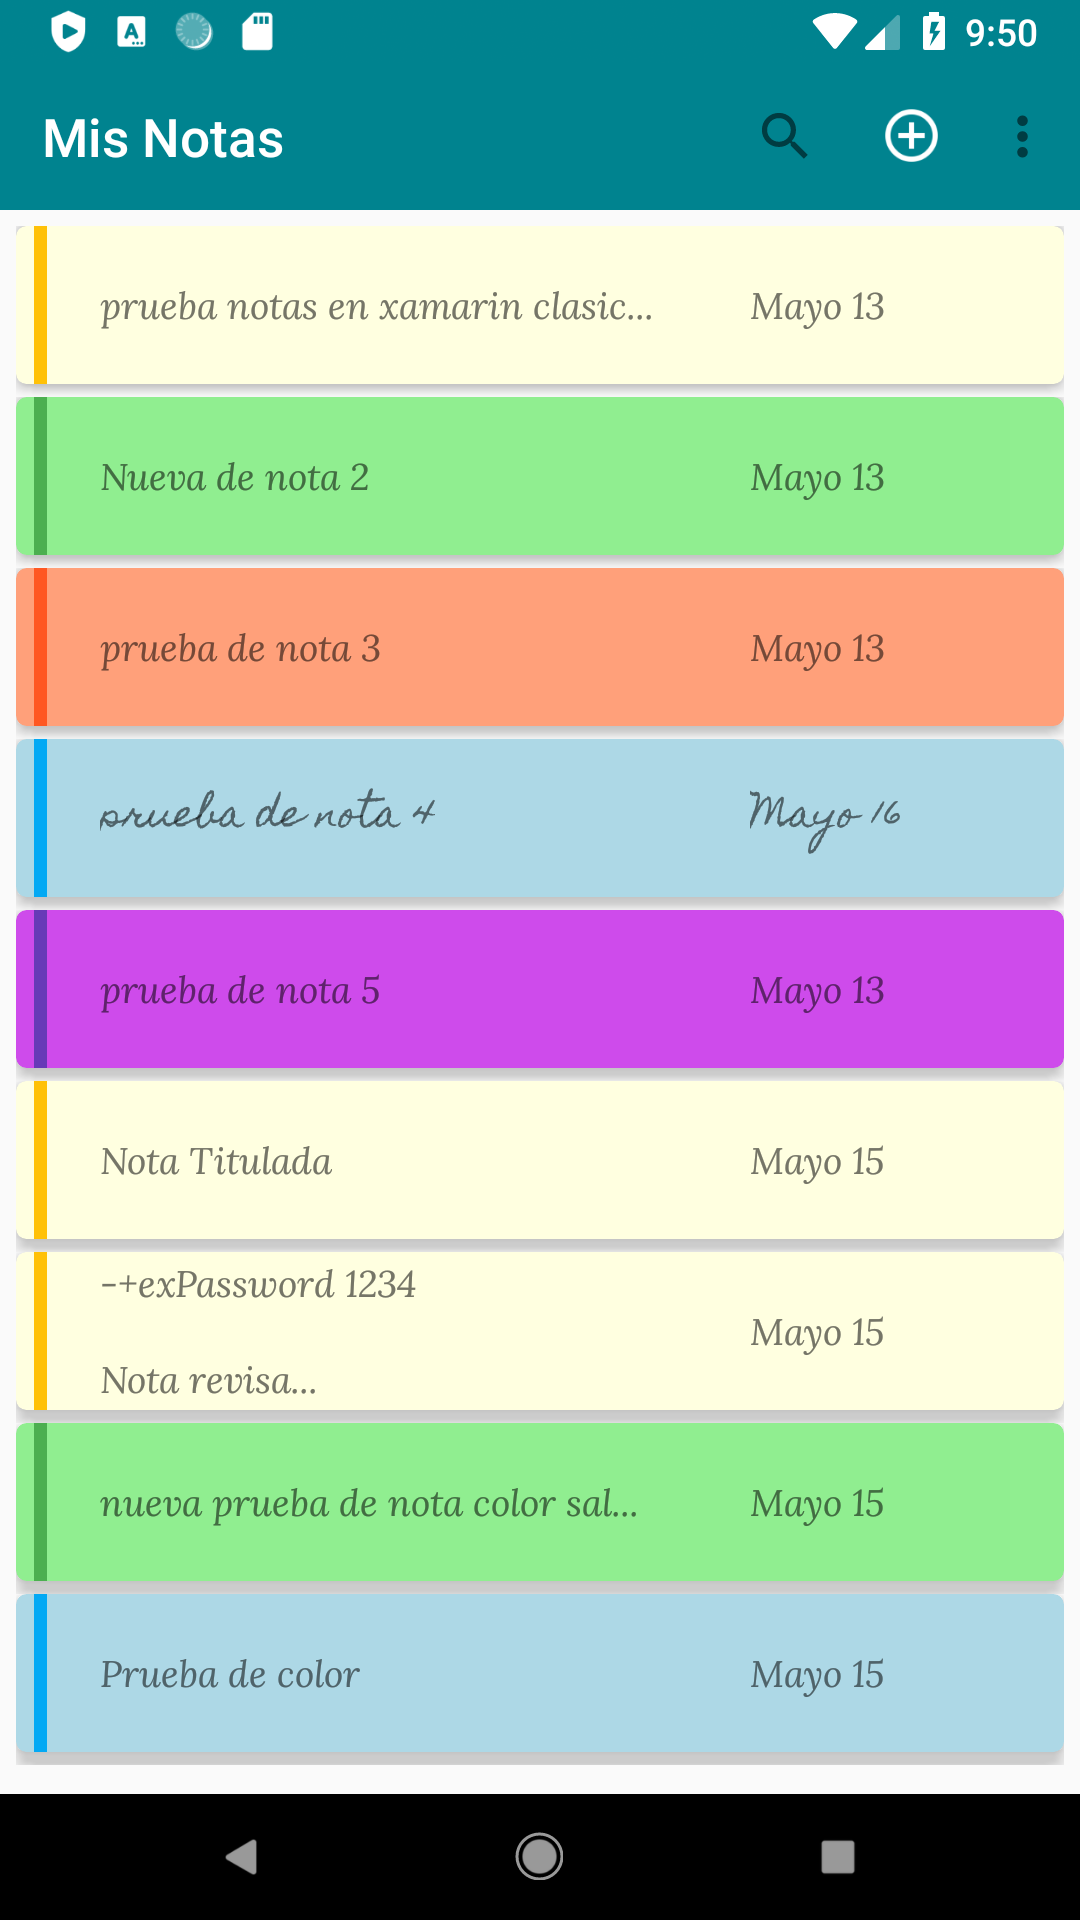 9:50
Mis Notas
prueba notas en xamarin clasic... Mayo 13
Nueva de nota 2 Mayo 13
prueba de nota 3 Mayo 13
prueba de nota 4 Mayo 16
prueba de nota 5 Mayo 13
Nota Titulada Mayo 15
-+exPassword 1234
Mayo 15
Nota revisa...
nueva prueba de nota color sal... Mayo 15
Prueba de color Mayo 15